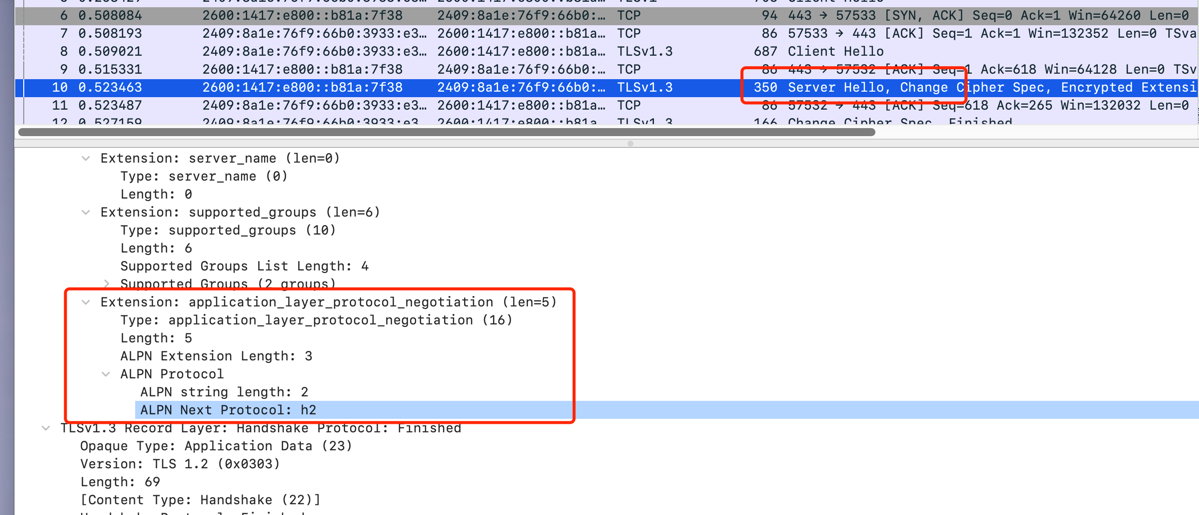 6 0.508084 2600:1417:e800::b81a:7f38 2409:8a1e:76f9:66b0:… TCP 94 443 → 57533 [SYN, ACK] Seq=0 Ack=1 Win=64260 Len=0
7 0.508193 2409:8a1e:76f9:66b0:3933:e3… 2600:1417:e800::b81a… TCP 86 57533 → 443 [ACK] Seq=1 Ack=1 Win=132352 Len=0 TSva
8 0.509021 2409:8a1e:76f9:66b0:3933:e3… 2600:1417:e800::b81a… TLSv1.3 687 Client Hello
9 0.515331 2600:1417:e800::b81a:7f38 2409:8a1e:76f9:66b0:… TCP 86 443 → 57532 [ACK] Seq=1 Ack=618 Win=64128 Len=0 TSv
10 0.523463 2600:1417:e800::b81a:7f38 2409:8a1e:76f9:66b0:… TLSv1.3 350 Server Hello, Change Cipher Spec, Encrypted Extensi
11 0.523487 2409:8a1e:76f9:66b0:3933:e3… 2600:1417:e800::b81a… TCP 86 57532 → 443 [ACK] Seq=618 Ack=265 Win=132032 Len=0
12 0.527159 2409:8a1e:76f9:66b0:3933:e3… 2600:1417:e800::b81a… TLSv1.3 166 Change Cipher Spec, Finished
Extension: server_name (len=0)
Type: server_name (0)
Length: 0
Extension: supported_groups (len=6)
Type: supported_groups (10)
Length: 6
Supported Groups List Length: 4
Supported Groups (2 groups)
Extension: application_layer_protocol_negotiation (len=5)
Type: application_layer_protocol_negotiation (16)
Length: 5
ALPN Extension Length: 3
ALPN Protocol
ALPN string length: 2
ALPN Next Protocol: h2
TLSv1.3 Record Layer: Handshake Protocol: Finished
Opaque Type: Application Data (23)
Version: TLS 1.2 (0x0303)
Length: 69
[Content Type: Handshake (22)]